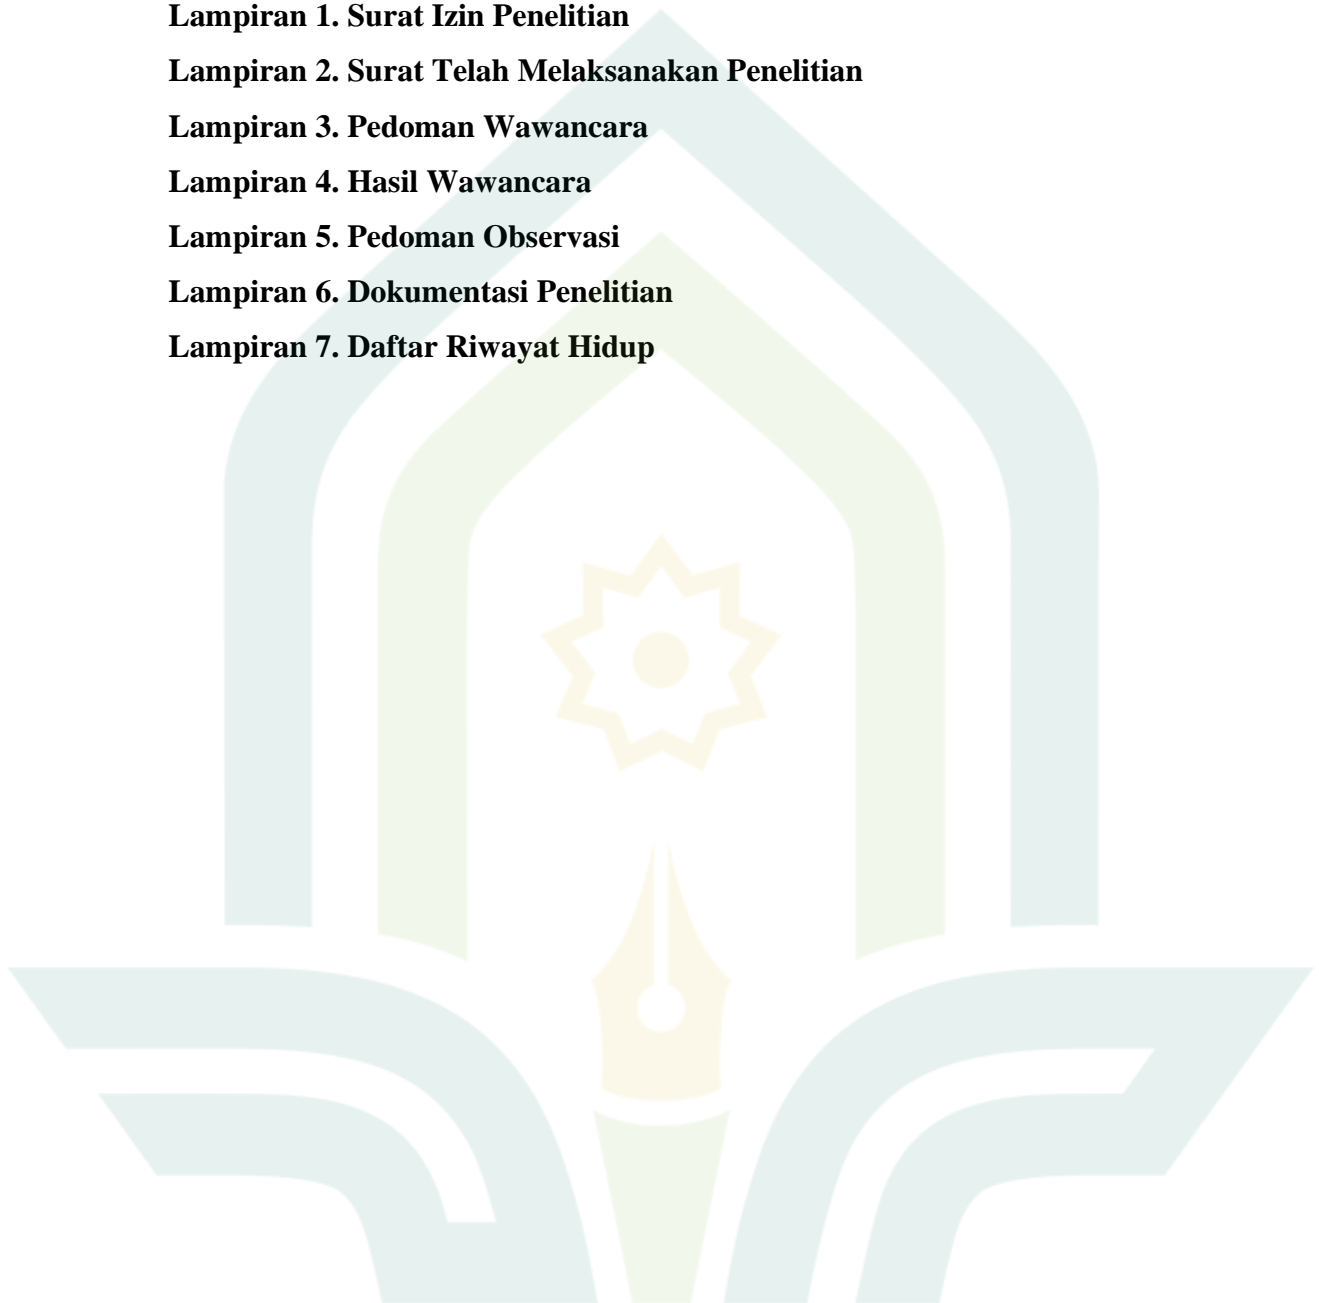 Lampiran 1. Surat Izin Penelitian
Lampiran 2. Surat Telah Melaksanakan Penelitian
Lampiran 3. Pedoman Wawancara
Lampiran 4. Hasil Wawancara
Lampiran 5. Pedoman Observasi
Lampiran 6. Dokumentasi Penelitian
Lampiran 7. Daftar Riwayat Hidup